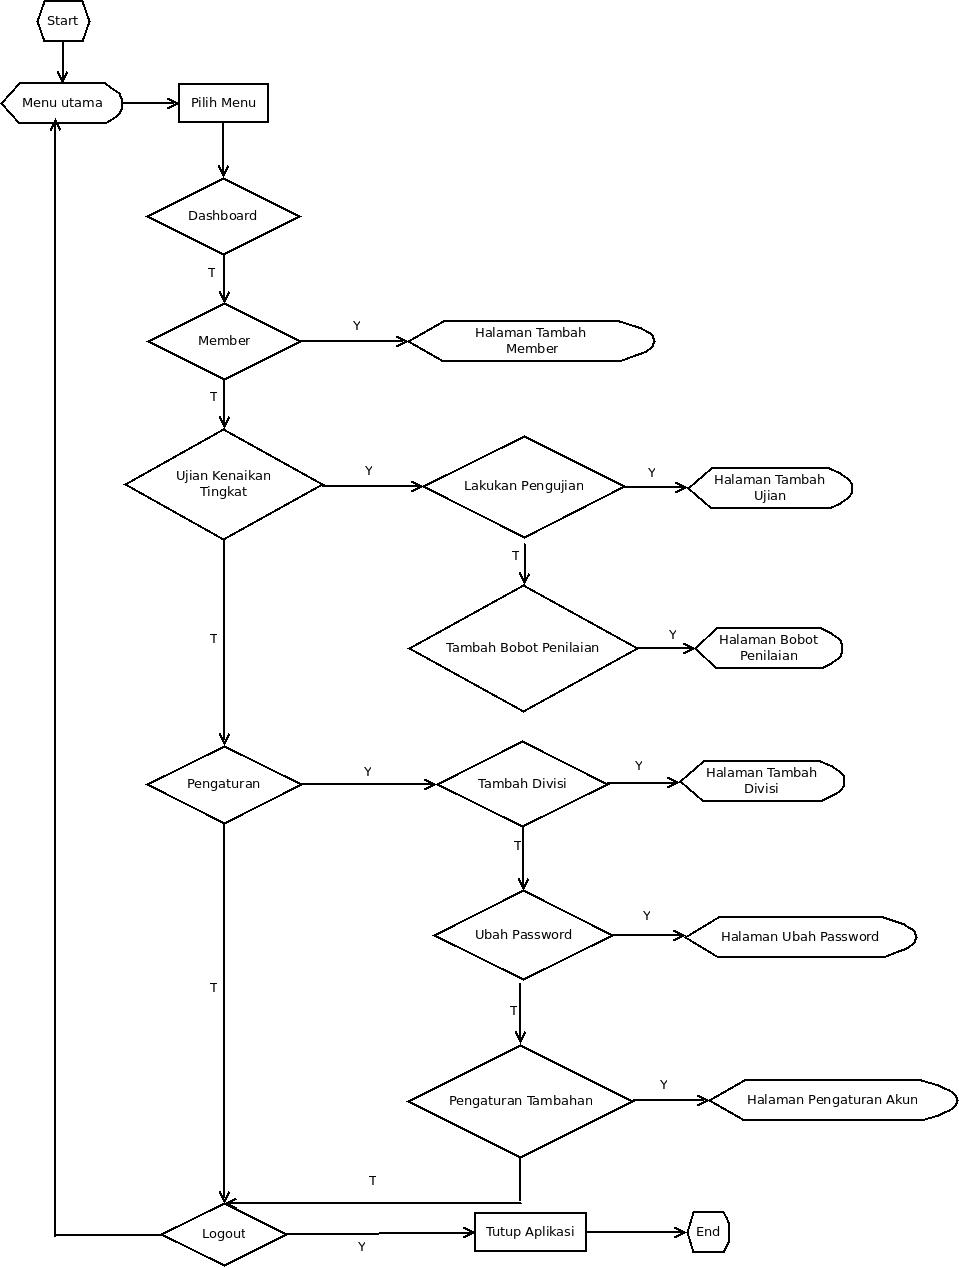 Start
Menu utama
Pilih Menu
Dashboard
T
Member
Y
Halaman Tambah
Member
T
Ujian Kenaikan
Tingkat
Y
Lakukan Pengujian
Y
Halaman Tambah
Ujian
T
Tambah Bobot Penilaian
Y
Halaman Bobot
Penilaian
T
Pengaturan
Y
Tambah Divisi
Y
Halaman Tambah
Divisi
T
Ubah Password
Y
Halaman Ubah Password
T
T
Pengaturan Tambahan
Y
Halaman Pengaturan Akun
T
Logout
Y
Tutup Aplikasi
End